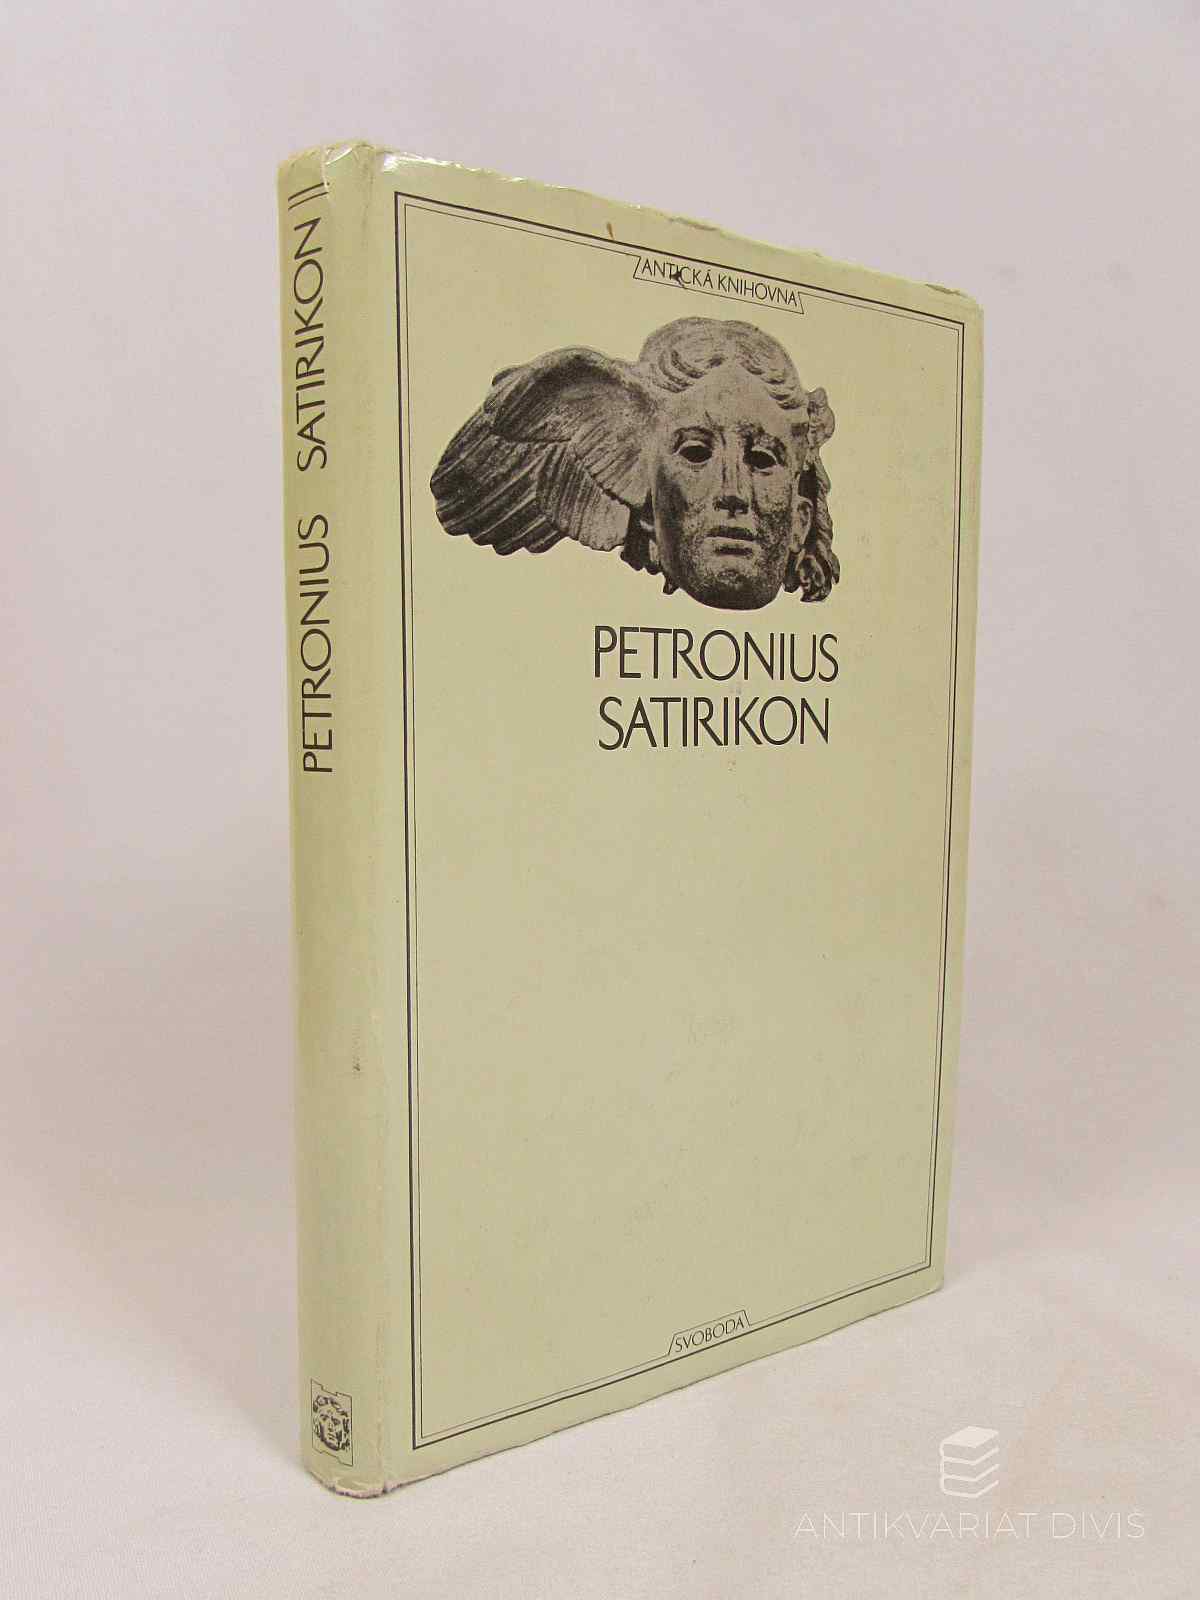 PETRONIUS SATIRIKON
ANTICKÁ KNIHOVNA
PETRONIUS
SATIRIKON
SVOBODA
ANTIKVARIAT DIVIŠ